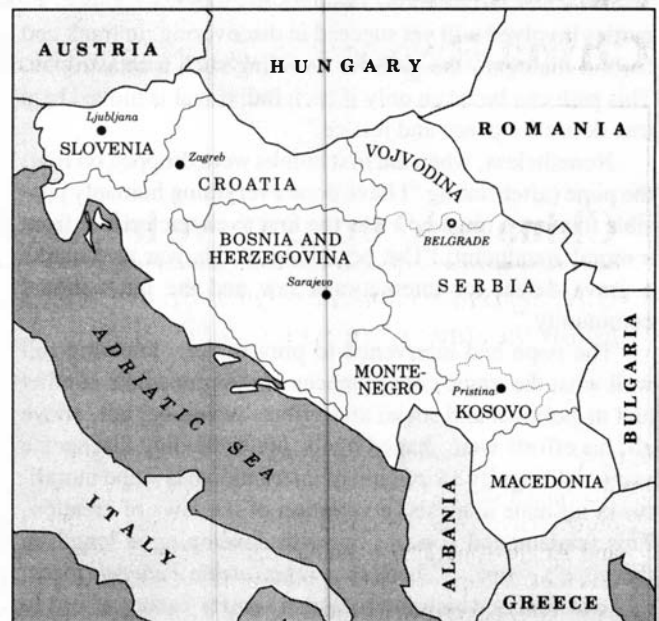 AUSTRIA
HUNGARY
Ljubljana
SLOVENIA
Zagreb
CROATIA
ROMANIA
VOJVODINA
BOSNIA AND
HERZEGOVINA
BELGRADE
Sarajevo
SERBIA
ADRIATIC SEA
MONTE-
NEGRO
Pristina
KOSOVO
BULGARIA
ITALY
ALBANIA
MACEDONIA
GREECE